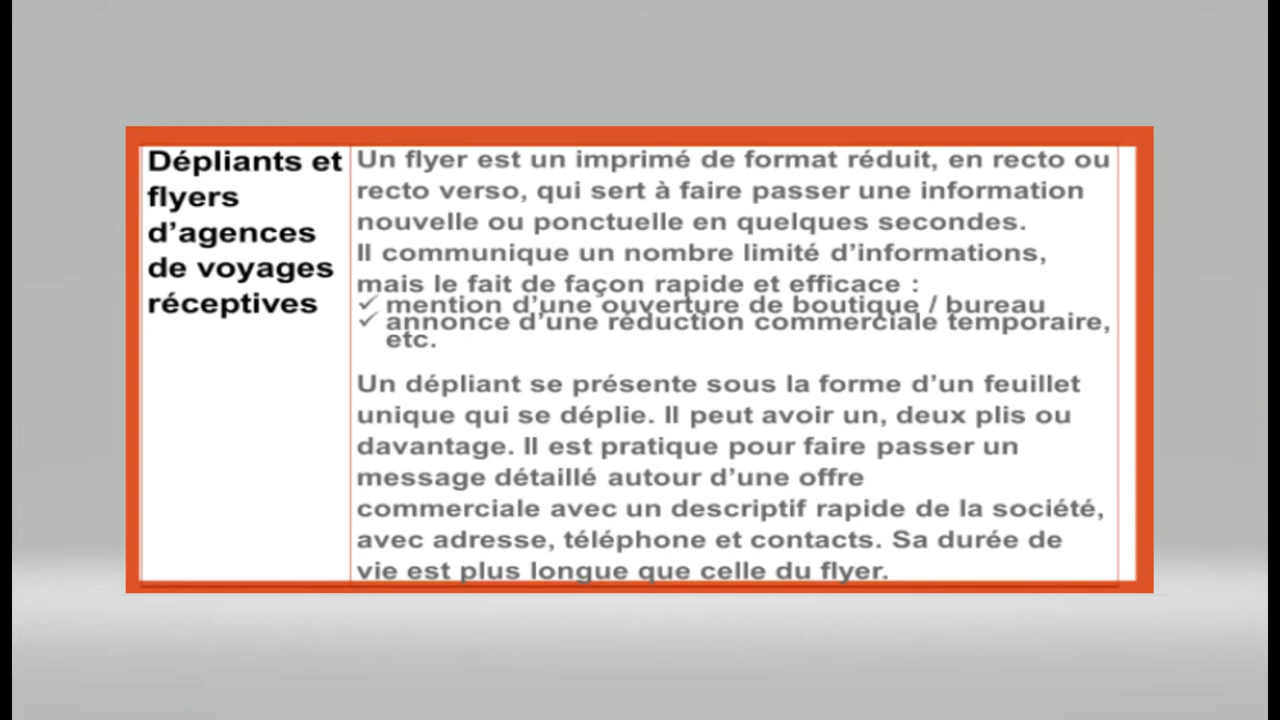 Dépliants et
flyers
d’agences
de voyages
réceptives
Un flyer est un imprimé de format réduit, en recto ou
recto verso, qui sert à faire passer une information
nouvelle ou ponctuelle en quelques secondes.
Il communique un nombre limité d’informations,
mais le fait de façon rapide et efficace :
✓ mention d’une ouverture de boutique / bureau
✓ annonce d’une réduction commerciale temporaire,
etc.
Un dépliant se présente sous la forme d’un feuillet
unique qui se déplie. Il peut avoir un, deux plis ou
davantage. Il est pratique pour faire passer un
message détaillé autour d’une offre
commerciale avec un descriptif rapide de la société,
avec adresse, téléphone et contacts. Sa durée de
vie est plus longue que celle du flyer.